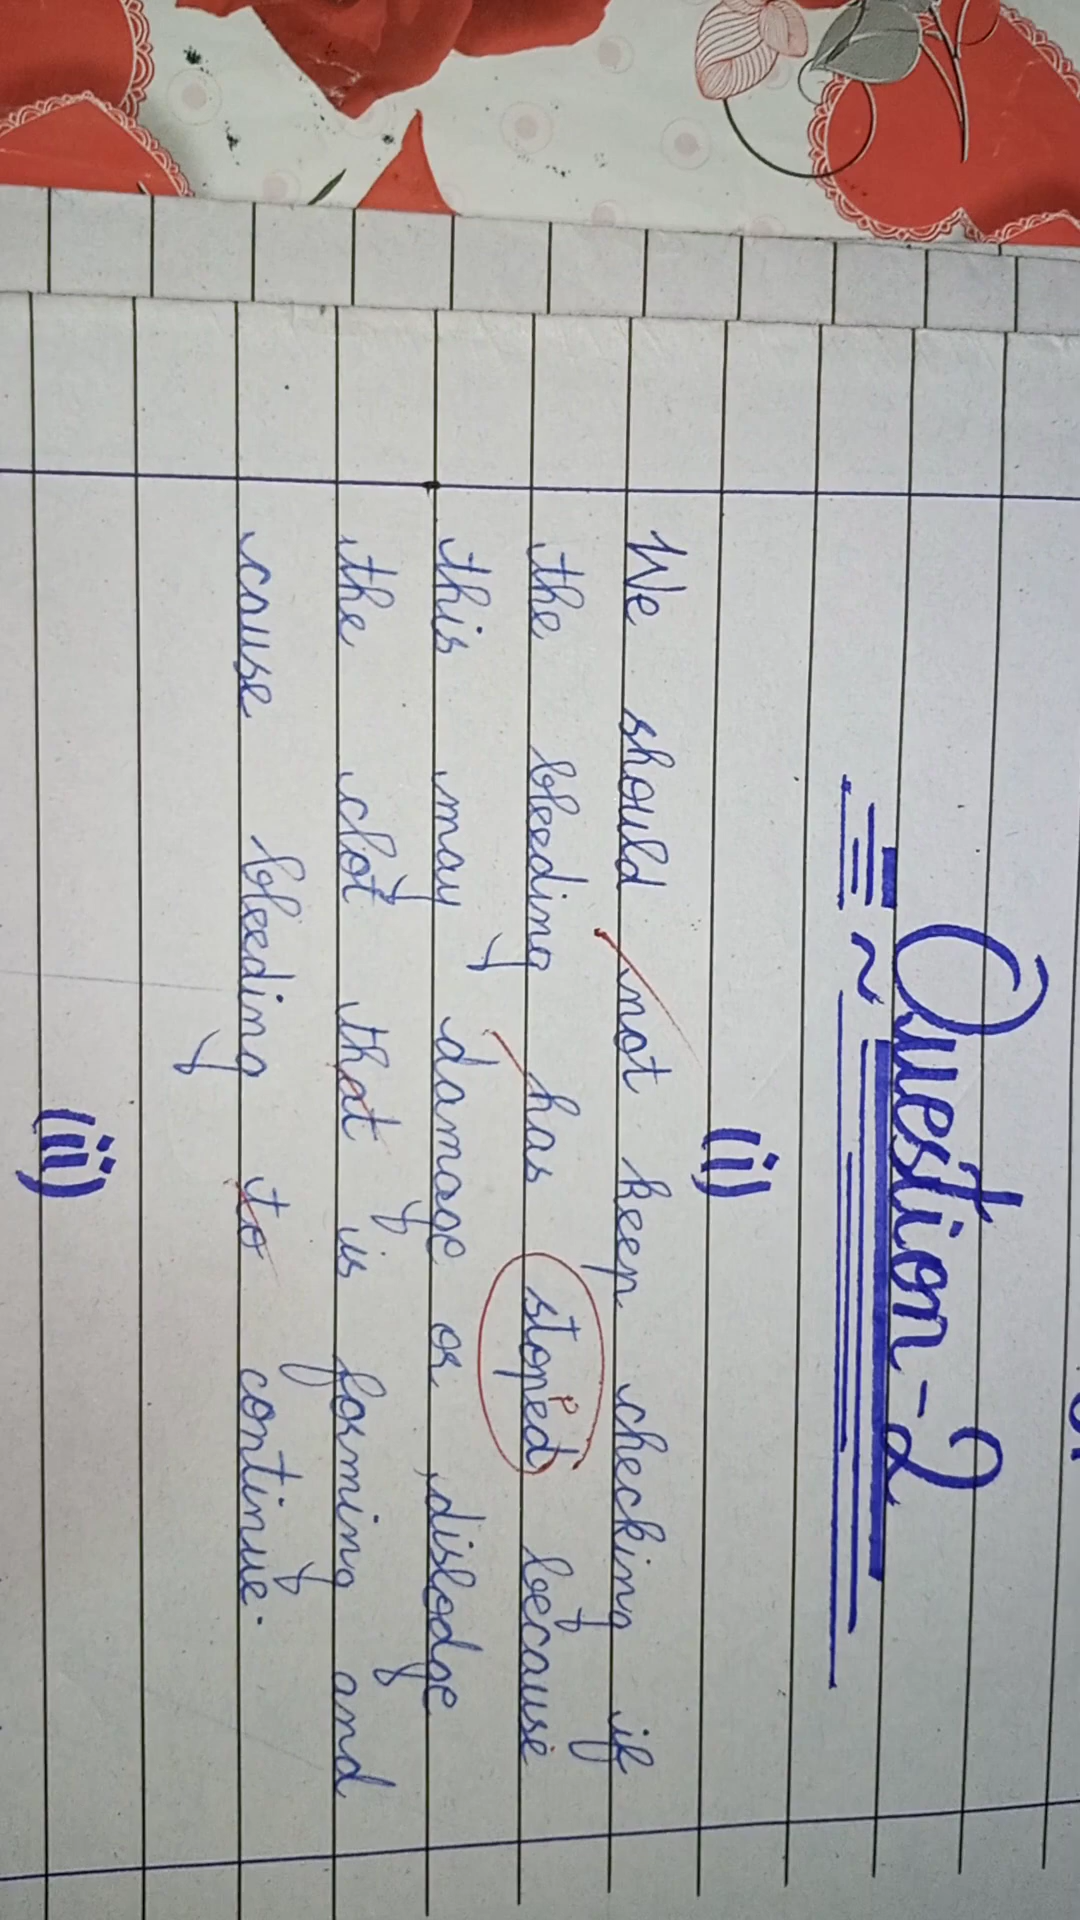 Question-2
(i)
We should not keep checking if
the bleeding has stoped because
this may damage or dislodge
the clot that is forming and
cause bleeding to continue.
(ii)